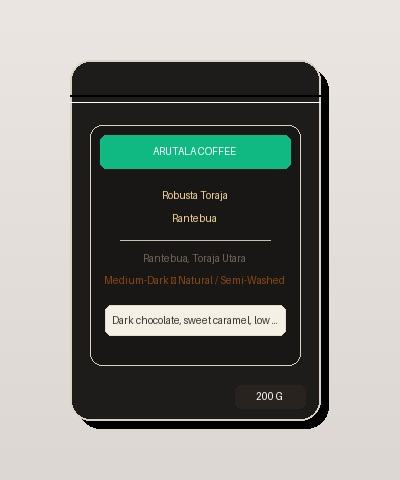 ARUTALA COFFEE
Robusta Toraja
Rantebua
Rantebua, Toraja Utara
Medium-Dark ▯ Natural / Semi-Washed
Dark chocolate, sweet caramel, low ...
200 G